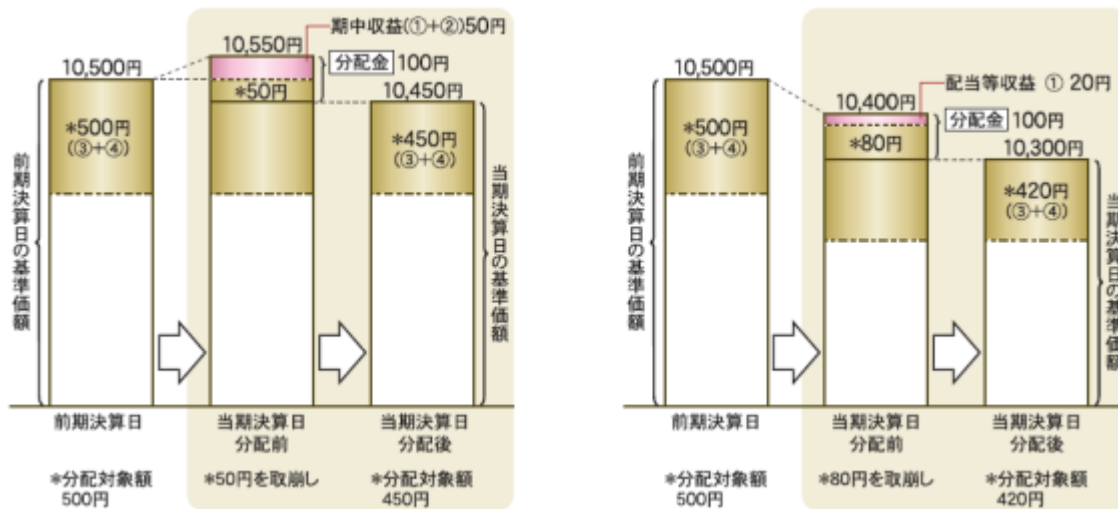 期中収益(①+②)50円
10,550円
分配金 100円
10,500円
*50円
10,450円
*500円
(③+④)
*450円
(③+④)
前期決算日の基準価額
当期決算日の基準価額
前期決算日
当期決算日
分配前
当期決算日
分配後
*分配対象額
500円
*50円を取崩し
*分配対象額
450円
10,500円
配当等収益 ① 20円
10,400円
分配金 100円
*500円
(③+④)
*80円
10,300円
*420円
(③+④)
前期決算日の基準価額
当期決算日の基準価額
前期決算日
当期決算日
分配前
当期決算日
分配後
*分配対象額
500円
*80円を取崩し
*分配対象額
420円